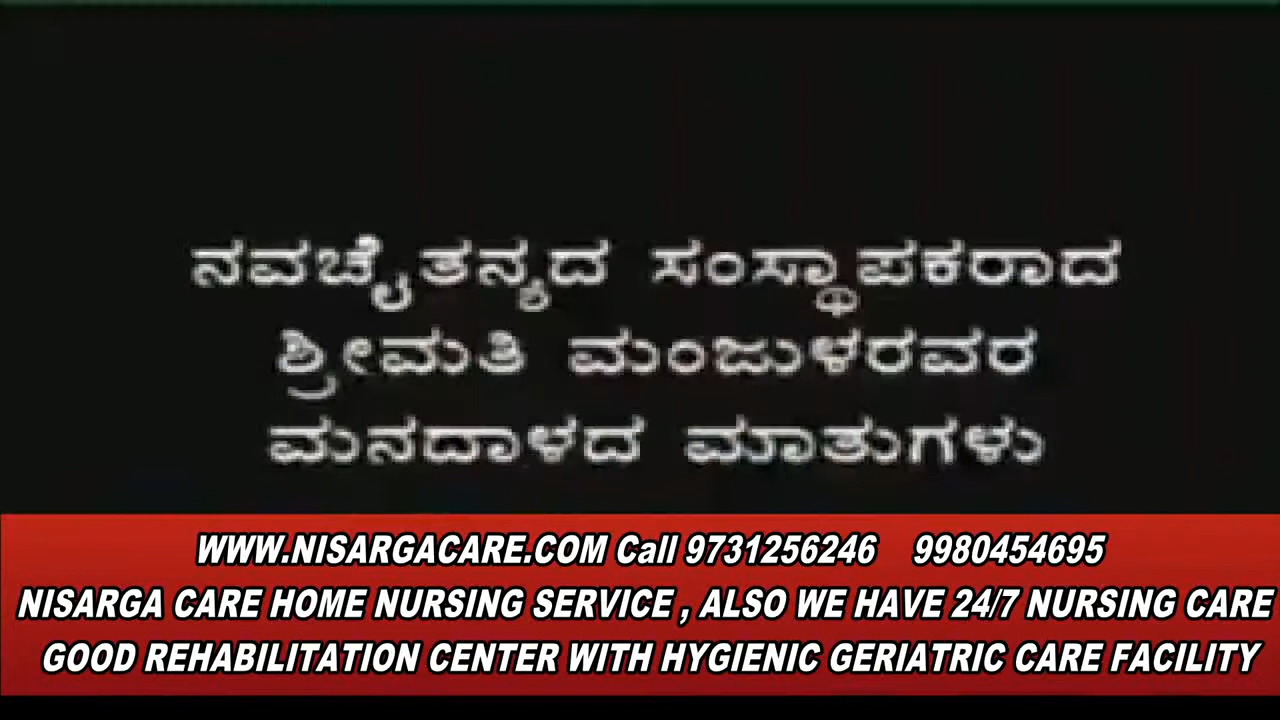 ನವಚೈತನ್ಯದ ಸಂಸ್ಥಾಪಕರಾದ
ಶ್ರೀಮತಿ ಮಂಜುಳರವರ
ಮನದಾಳದ ಮಾತುಗಳು
WWW.NISARGACARE.COM Call 9731256246 9980454695
NISARGA CARE HOME NURSING SERVICE , ALSO WE HAVE 24/7 NURSING CARE
GOOD REHABILITATION CENTER WITH HYGIENIC GERIATRIC CARE FACILITY